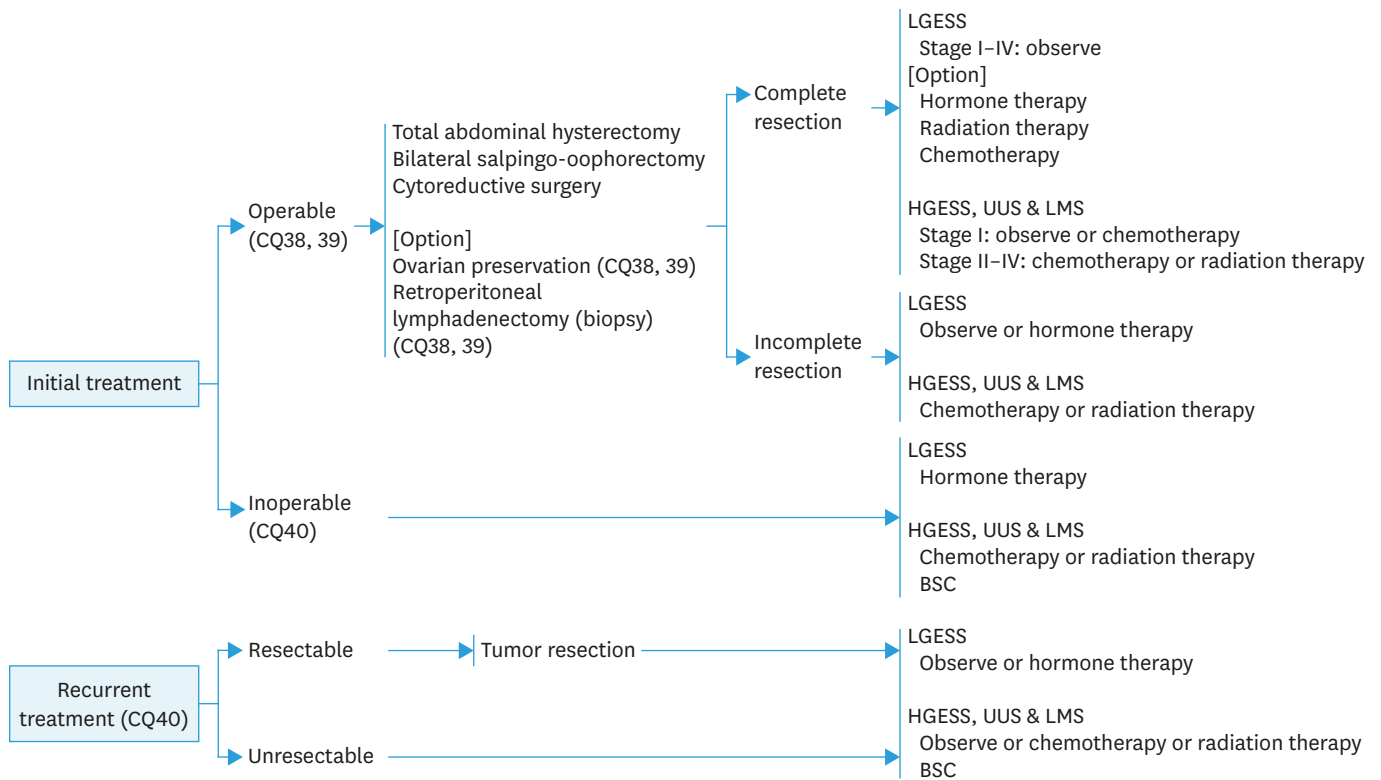 Initial treatment
Operable
(CQ38, 39)
Total abdominal hysterectomy
Bilateral salpingo-oophorectomy
Cytoreductive surgery
[Option]
Ovarian preservation (CQ38, 39)
Retroperitoneal
lymphadenectomy (biopsy)
(CQ38, 39)
Complete
resection
LGESS
Stage I–IV: observe
[Option]
Hormone therapy
Radiation therapy
Chemotherapy
HGESS, UUS & LMS
Stage I: observe or chemotherapy
Stage II–IV: chemotherapy or radiation therapy
Incomplete
resection
LGESS
Observe or hormone therapy
HGESS, UUS & LMS
Chemotherapy or radiation therapy
Inoperable
(CQ40)
LGESS
Hormone therapy
HGESS, UUS & LMS
Chemotherapy or radiation therapy
BSC
Recurrent
treatment (CQ40)
Resectable
Tumor resection
Unresectable
LGESS
Observe or hormone therapy
HGESS, UUS & LMS
Observe or chemotherapy or radiation therapy
BSC